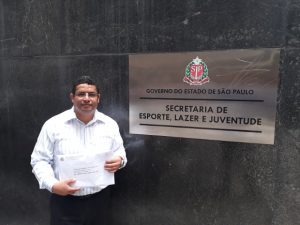 GOVERNO DO ESTADO DE SÃO PAULO
SECRETARIA DE
ESPORTE, LAZER E JUVENTUDE